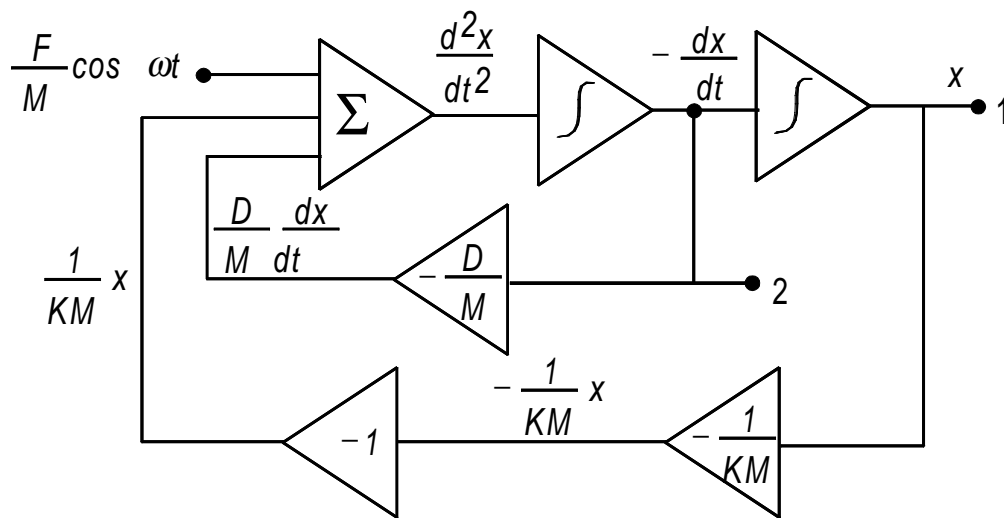 F/M cos ωt
Σ
d²x/dt²
∫
− dx/dt
∫
x
1
D/M dx/dt
− D/M
2
1/KM x
−1
− 1/KM x
− 1/KM